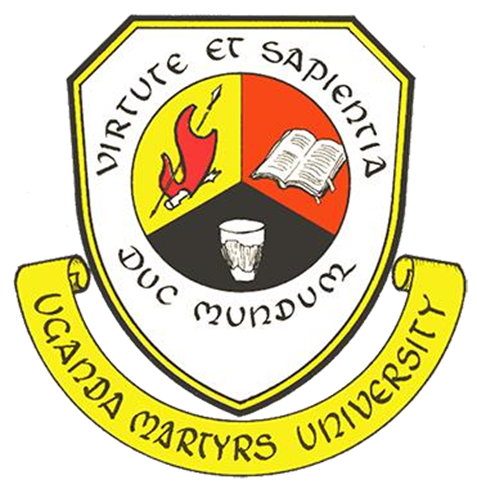 VIRTUTE ET SAPIENTIA
DUC MUNDUM
UGANDA MARTYRS UNIVERSITY